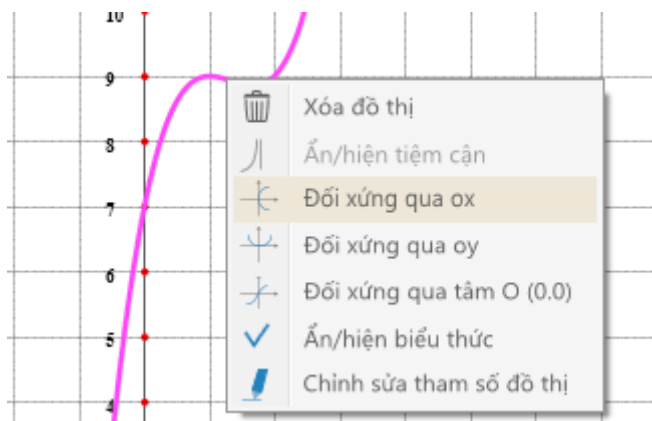 10
9
8
7
6
5
4
Xóa đồ thị
Ẩn/hiện tiệm cận
Đối xứng qua ox
Đối xứng qua oy
Đối xứng qua tâm O (0.0)
Ẩn/hiện biểu thức
Chỉnh sửa tham số đồ thị